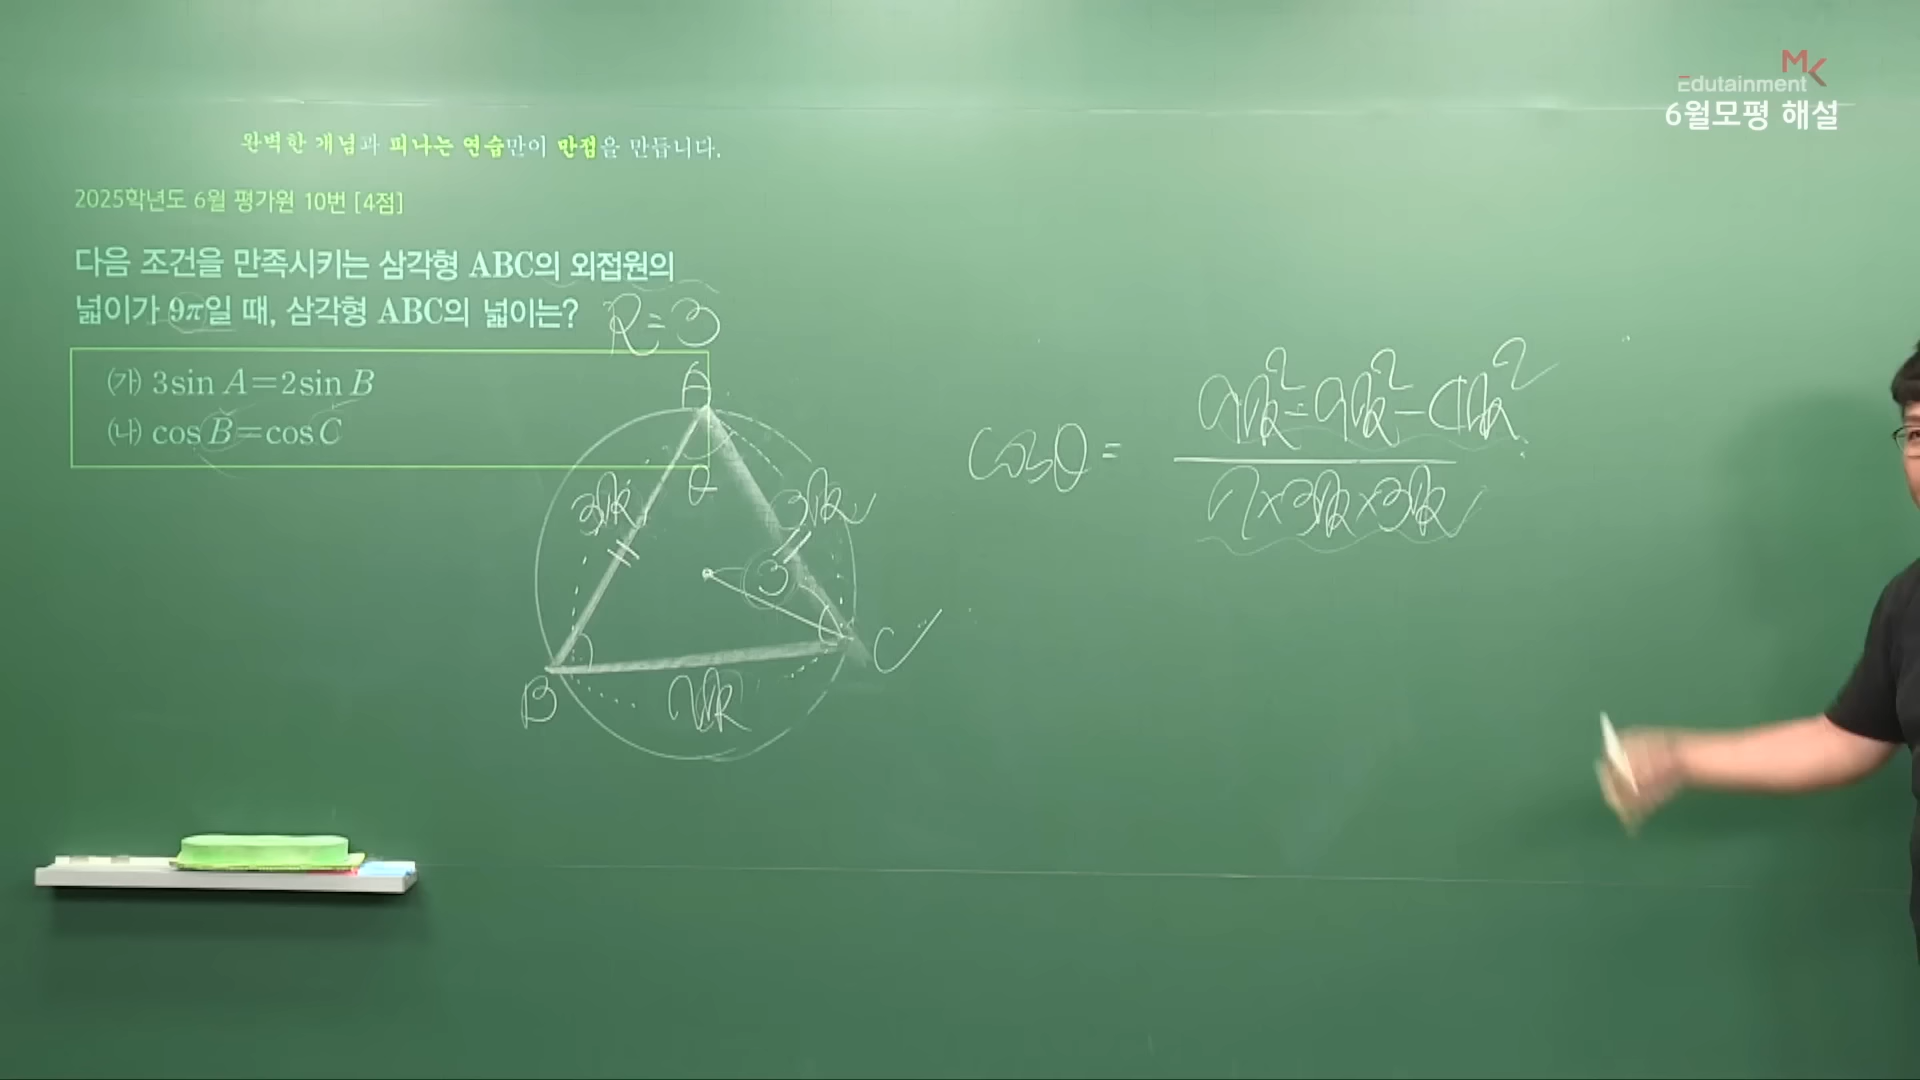 MK
Edutainment
6월모평 해설
완벽한 개념과 피나는 연습만이 만점을 만듭니다.
2025학년도 6월 평가원 10번 [4점]
다음 조건을 만족시키는 삼각형 ABC의 외접원의
넓이가 9π일 때, 삼각형 ABC의 넓이는?
R=3
(가) 3sin A=2sin B
(나) cos B=cos C
A
θ
3k
3k
3
B
2k
C
cosθ =
9k²=9k²-4k²
2×3k×3k